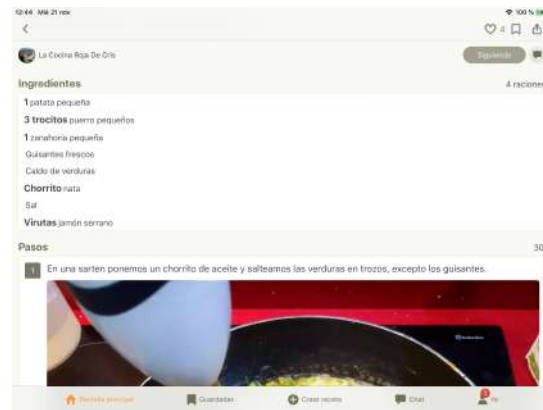 12:44 Mié 21 nov
100 %
4
La Cocina Roja De Cris
Siguiendo
Ingredientes
4 raciones
1 patata pequeña
3 trocitos puerro pequeños
1 zanahoria pequeña
Guisantes frescos
Caldo de verduras
Chorrito nata
Sal
Virutas jamón serrano
Pasos
30
1
En una sarten ponemos un chorrito de aceite y salteamos las verduras en trozos, excepto los guisantes.
Pantalla principal
Guardadas
Crear receta
Chat
Yo